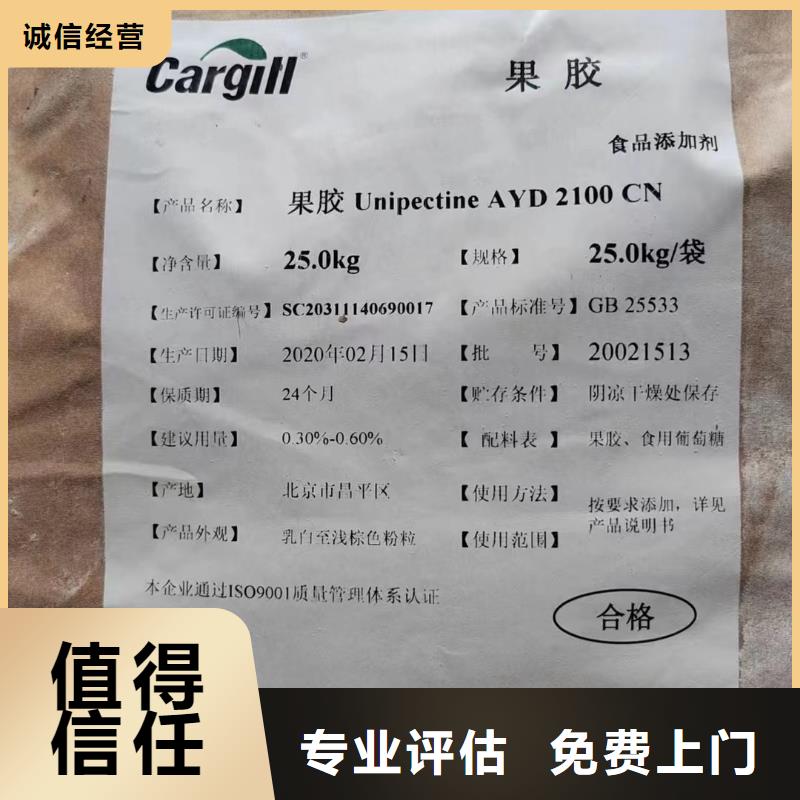 诚信经营
Cargill®
果胶
食品添加剂
【产品名称】 果胶 Unipectine AYD 2100 CN
【净含量】 25.0kg 【规格】 25.0kg/袋
【生产许可证编号】 SC20311140690017 【产品标准号】 GB 25533
【生产日期】 2020年02月15日 【批 号】 20021513
【保质期】 24个月 【贮存条件】 阴凉干燥处保存
【建议用量】 0.30%-0.60% 【配料表】 果胶、食用葡萄糖
【产地】 北京市昌平区 【使用方法】 按要求添加,详见
【产品外观】 乳白至浅棕色粉粒 【使用范围】 产品说明书
本企业通过ISO9001质量管理体系认证
合格
值得
信任
专业评估 免费上门